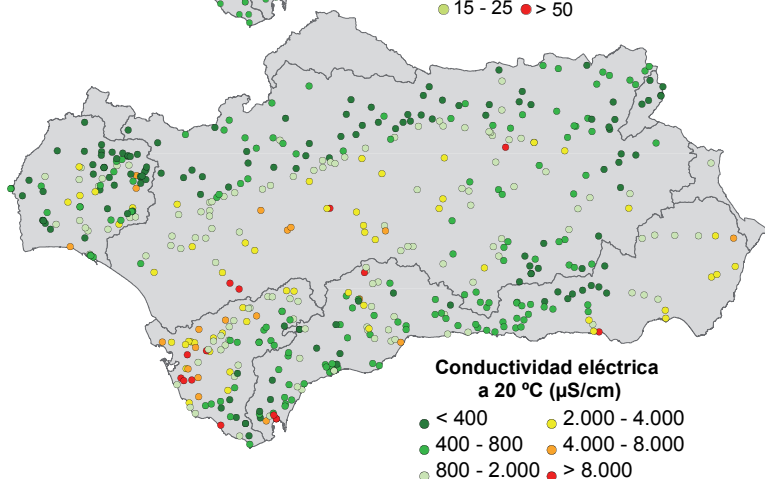 15 - 25 > 50
Conductividad eléctrica
a 20 ºC (µS/cm)
< 400 2.000 - 4.000
400 - 800 4.000 - 8.000
800 - 2.000 > 8.000